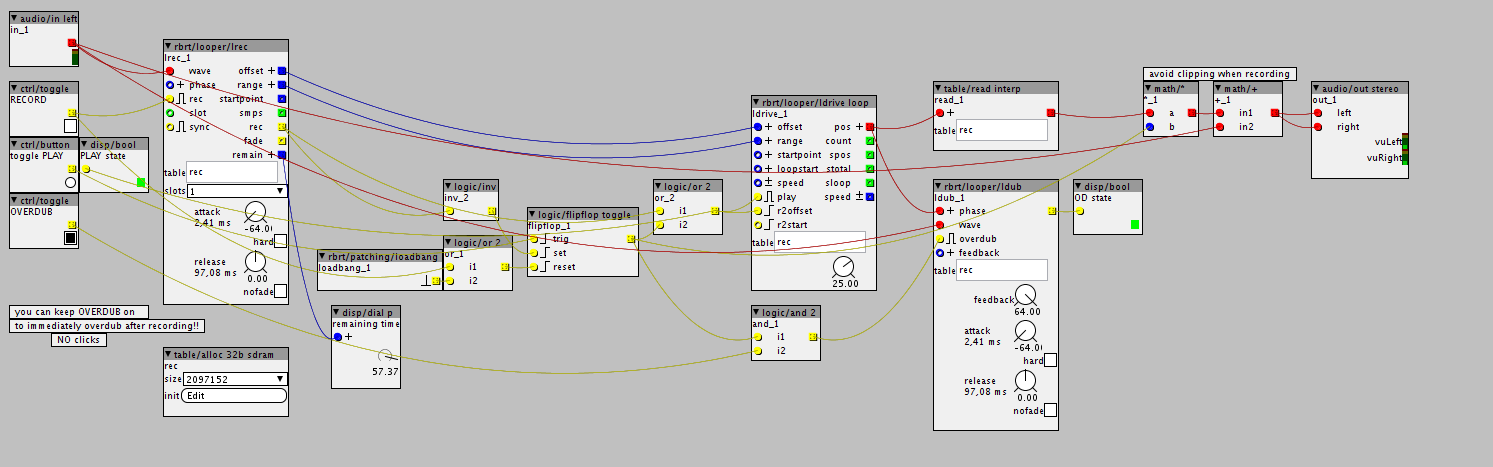 audio/in left
in_1
ctrl/toggle
RECORD
ctrl/button
toggle PLAY
disp/bool
PLAY state
ctrl/toggle
OVERDUB
you can keep OVERDUB on
to immediately overdub after recording!!
NO clicks
rbrt/looper/lrec
lrec_1
wave offset
phase range
rec startpoint
slot smps
sync rec
fade
remain
table rec
slots 1
attack
2,41 ms
-64.00
hard
release
97,08 ms
0.00
nofade
table/alloc 32b sdram
rec
size 2097152
init Edit
rbrt/patching/loadbang
loadbang_1
disp/dial p
remaining time
57.37
logic/inv
inv_2
logic/or 2
or_1
i1
i2
logic/flipflop toggle
flipflop_1
trig
set
reset
logic/or 2
or_2
i1
i2
rbrt/looper/ldrive loop
ldrive_1
offset pos
range count
startpoint spos
loopstart stotal
speed sloop
play speed
r2offset
r2start
table rec
25.00
logic/and 2
and_1
i1
i2
table/read interp
read_1
table rec
rbrt/looper/ldub
ldub_1
phase
wave
overdub
feedback
table rec
feedback
64.00
attack
2,41 ms
-64.00
hard
release
97,08 ms
0.00
nofade
disp/bool
OD state
avoid clipping when recording
math/*
*_1
a
b
math/+
+_1
in1
in2
audio/out stereo
out_1
left
right
vuLeft
vuRight